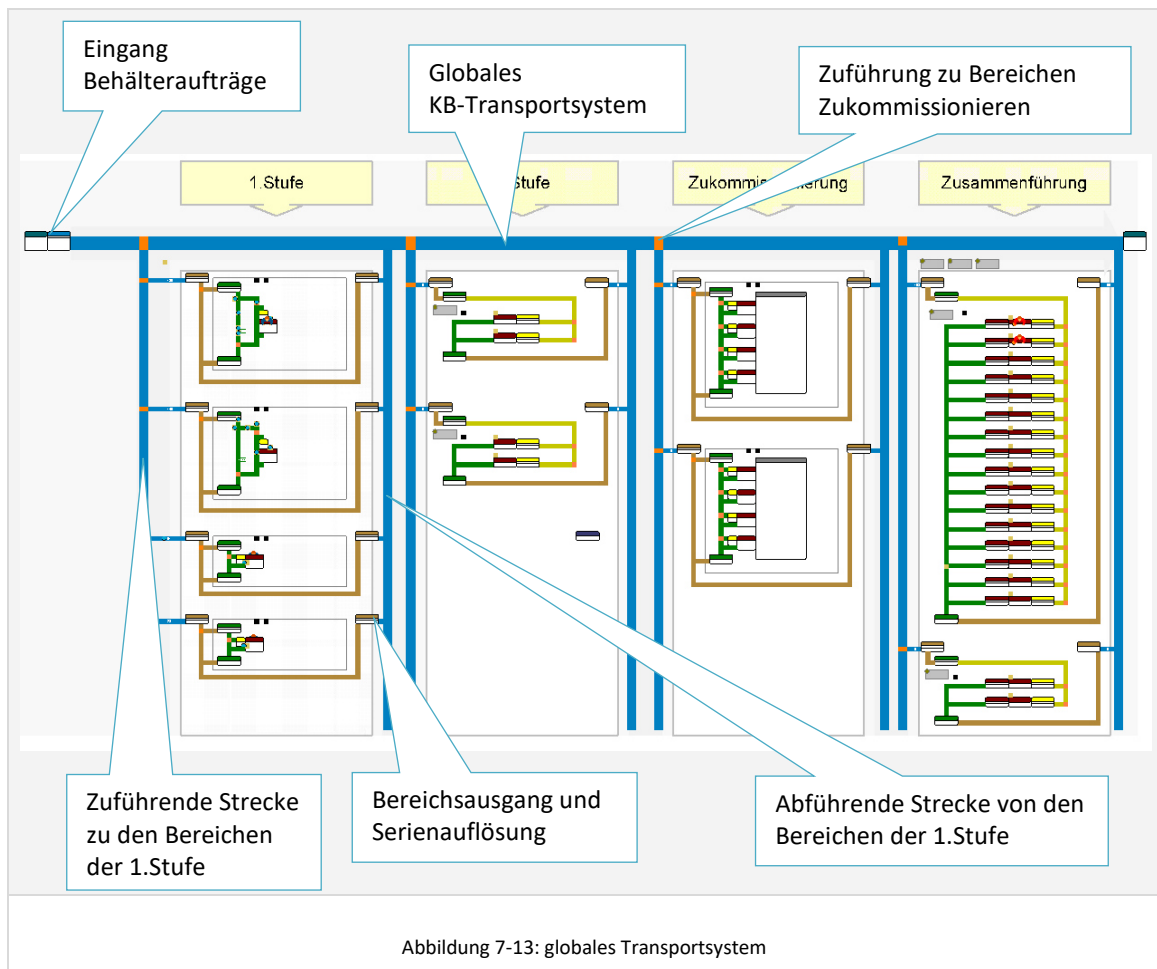 Eingang
Behälteraufträge
Globales
KB-Transportsystem
Zuführung zu Bereichen
Zukommissionieren
1.Stufe
Stufe
Zusammenführung
Zuführende Strecke
zu den Bereichen
der 1.Stufe
Bereichsausgang und
Serienauflösung
Abführende Strecke von den
Bereichen der 1.Stufe
Abbildung 7-13: globales Transportsystem